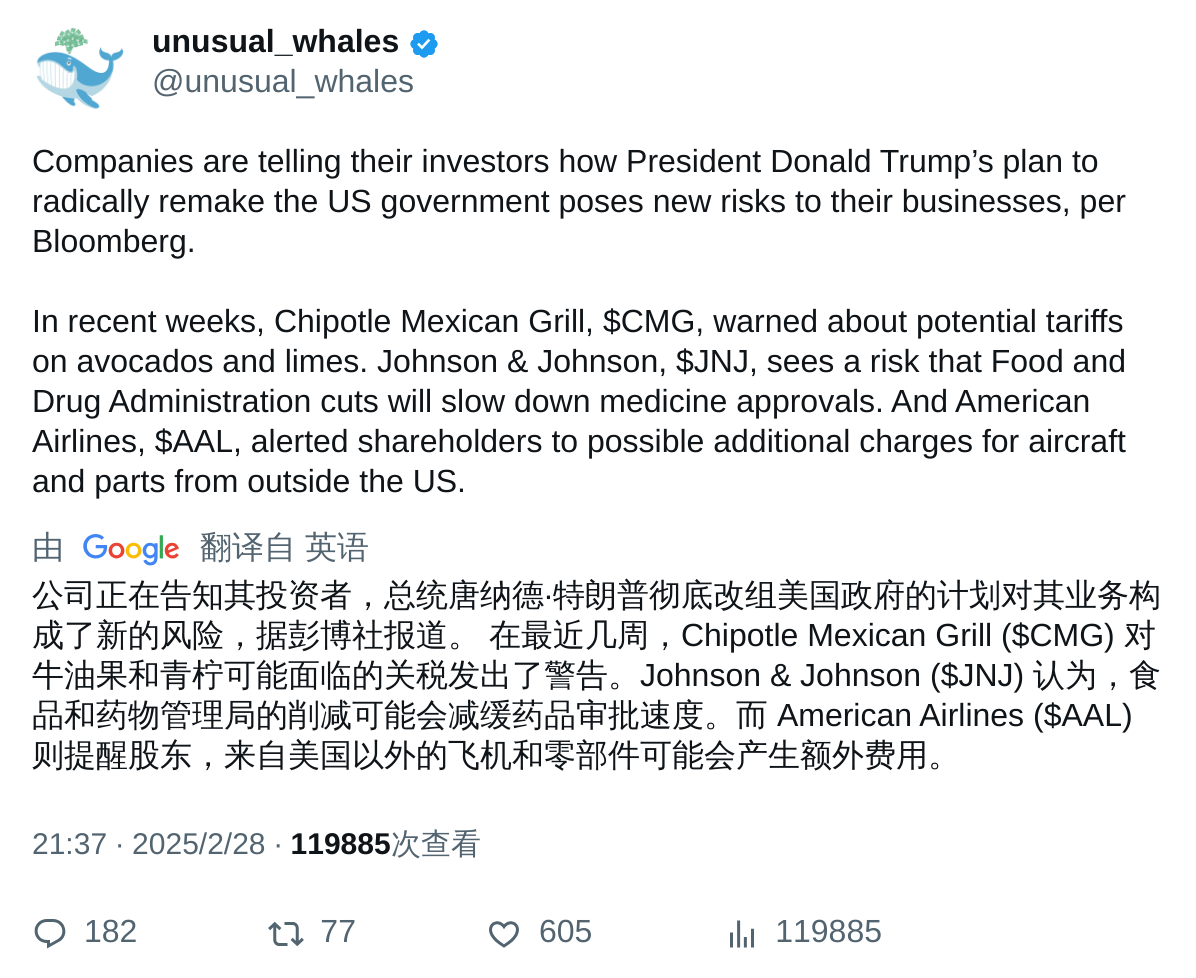 unusual_whales
@unusual_whales
Companies are telling their investors how President Donald Trump’s plan to
radically remake the US government poses new risks to their businesses, per
Bloomberg.
In recent weeks, Chipotle Mexican Grill, $CMG, warned about potential tariffs
on avocados and limes. Johnson & Johnson, $JNJ, sees a risk that Food and
Drug Administration cuts will slow down medicine approvals. And American
Airlines, $AAL, alerted shareholders to possible additional charges for aircraft
and parts from outside the US.
由 Google 翻译自 英语
公司正在告知其投资者，总统唐纳德·特朗普彻底改组美国政府的计划对其业务构
成了新的风险，据彭博社报道。 在最近几周，Chipotle Mexican Grill ($CMG) 对
牛油果和青柠可能面临的关税发出了警告。Johnson & Johnson ($JNJ) 认为，食
品和药物管理局的削减可能会减缓药品审批速度。而 American Airlines ($AAL)
则提醒股东，来自美国以外的飞机和零部件可能会产生额外费用。
21:37 · 2025/2/28 · 119885次查看
182 77 605 119885